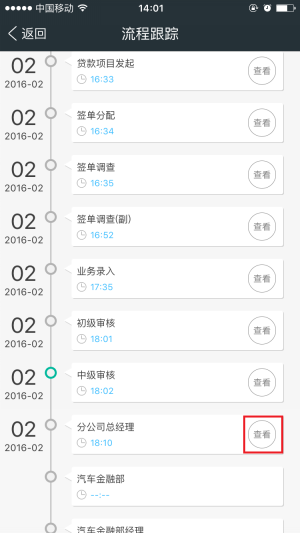 中国移动 14:01
返回 流程跟踪
02 贷款项目发起 查看
2016-02 16:33
02 签单分配 查看
2016-02 16:34
02 签单调查 查看
2016-02 16:35
02 签单调查(副) 查看
2016-02 16:52
02 业务录入 查看
2016-02 17:35
02 初级审核 查看
2016-02 18:01
02 中级审核 查看
2016-02 18:02
02 分公司总经理 查看
2016-02 18:10
汽车金融部
--:--
汽车金融部经理